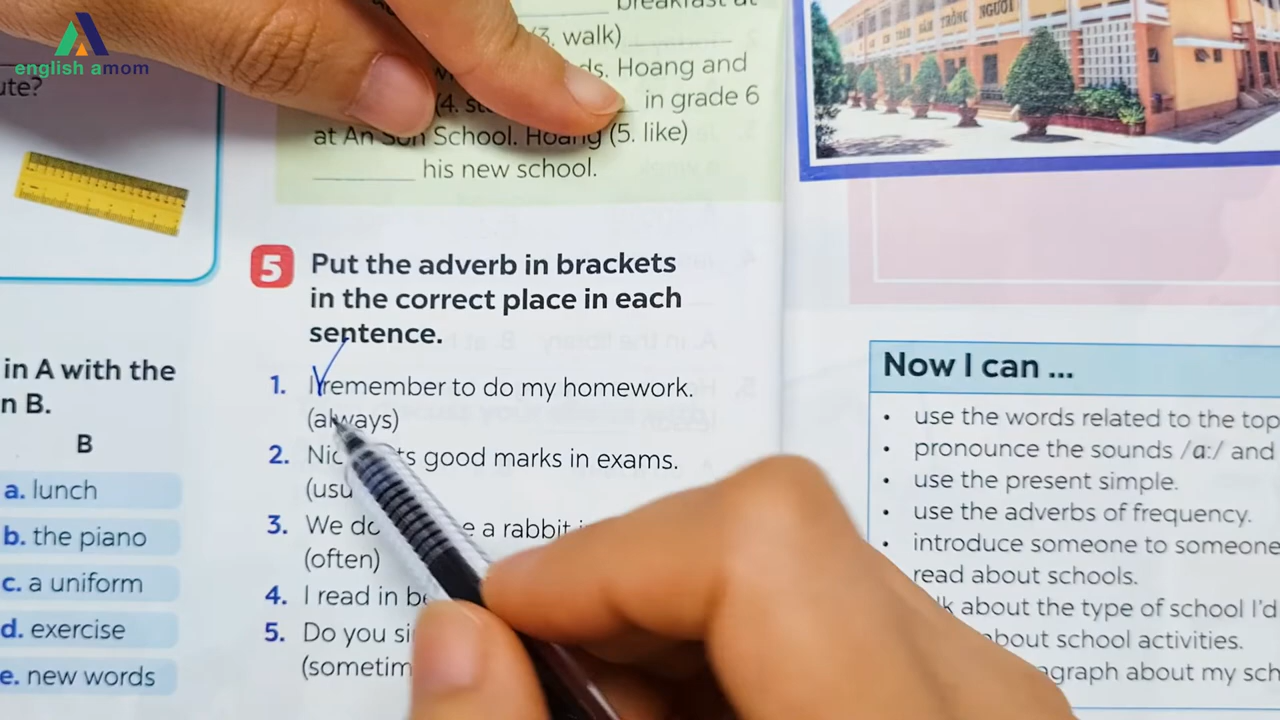 english amom
ute?
in A with the
n B.
B
a. lunch
b. the piano
c. a uniform
d. exercise
e. new words
breakfast at
(3. walk)
ds. Hoang and
(4. in grade 6
at An Son School. Hoang (5. like)
his new school.
5 Put the adverb in brackets
in the correct place in each
sentence.
1. I remember to do my homework.
(always)
2. good marks in exams.
(usu
3. We a rabbit
(often)
4. I read in
5. Do you
(sometim
TRỒNG NGƯỜI
Now I can ...
• use the words related to the top
• pronounce the sounds /ɑː/ and
• use the present simple.
• use the adverbs of frequency.
• introduce someone to someone
read about schools.
lk about the type of school I'd
bout school activities.
agraph about my sch